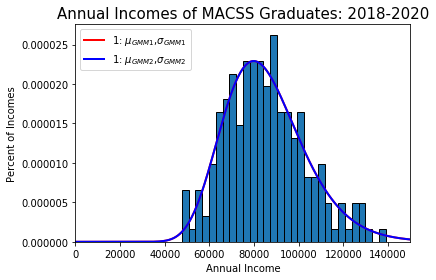 Annual Incomes of MACSS Graduates: 2018-2020
1: μGMM1,σGMM1
1: μGMM2,σGMM2
Percent of Incomes
0.000025
0.000020
0.000015
0.000010
0.000005
0.000000
0 20000 40000 60000 80000 100000 120000 140000
Annual Income